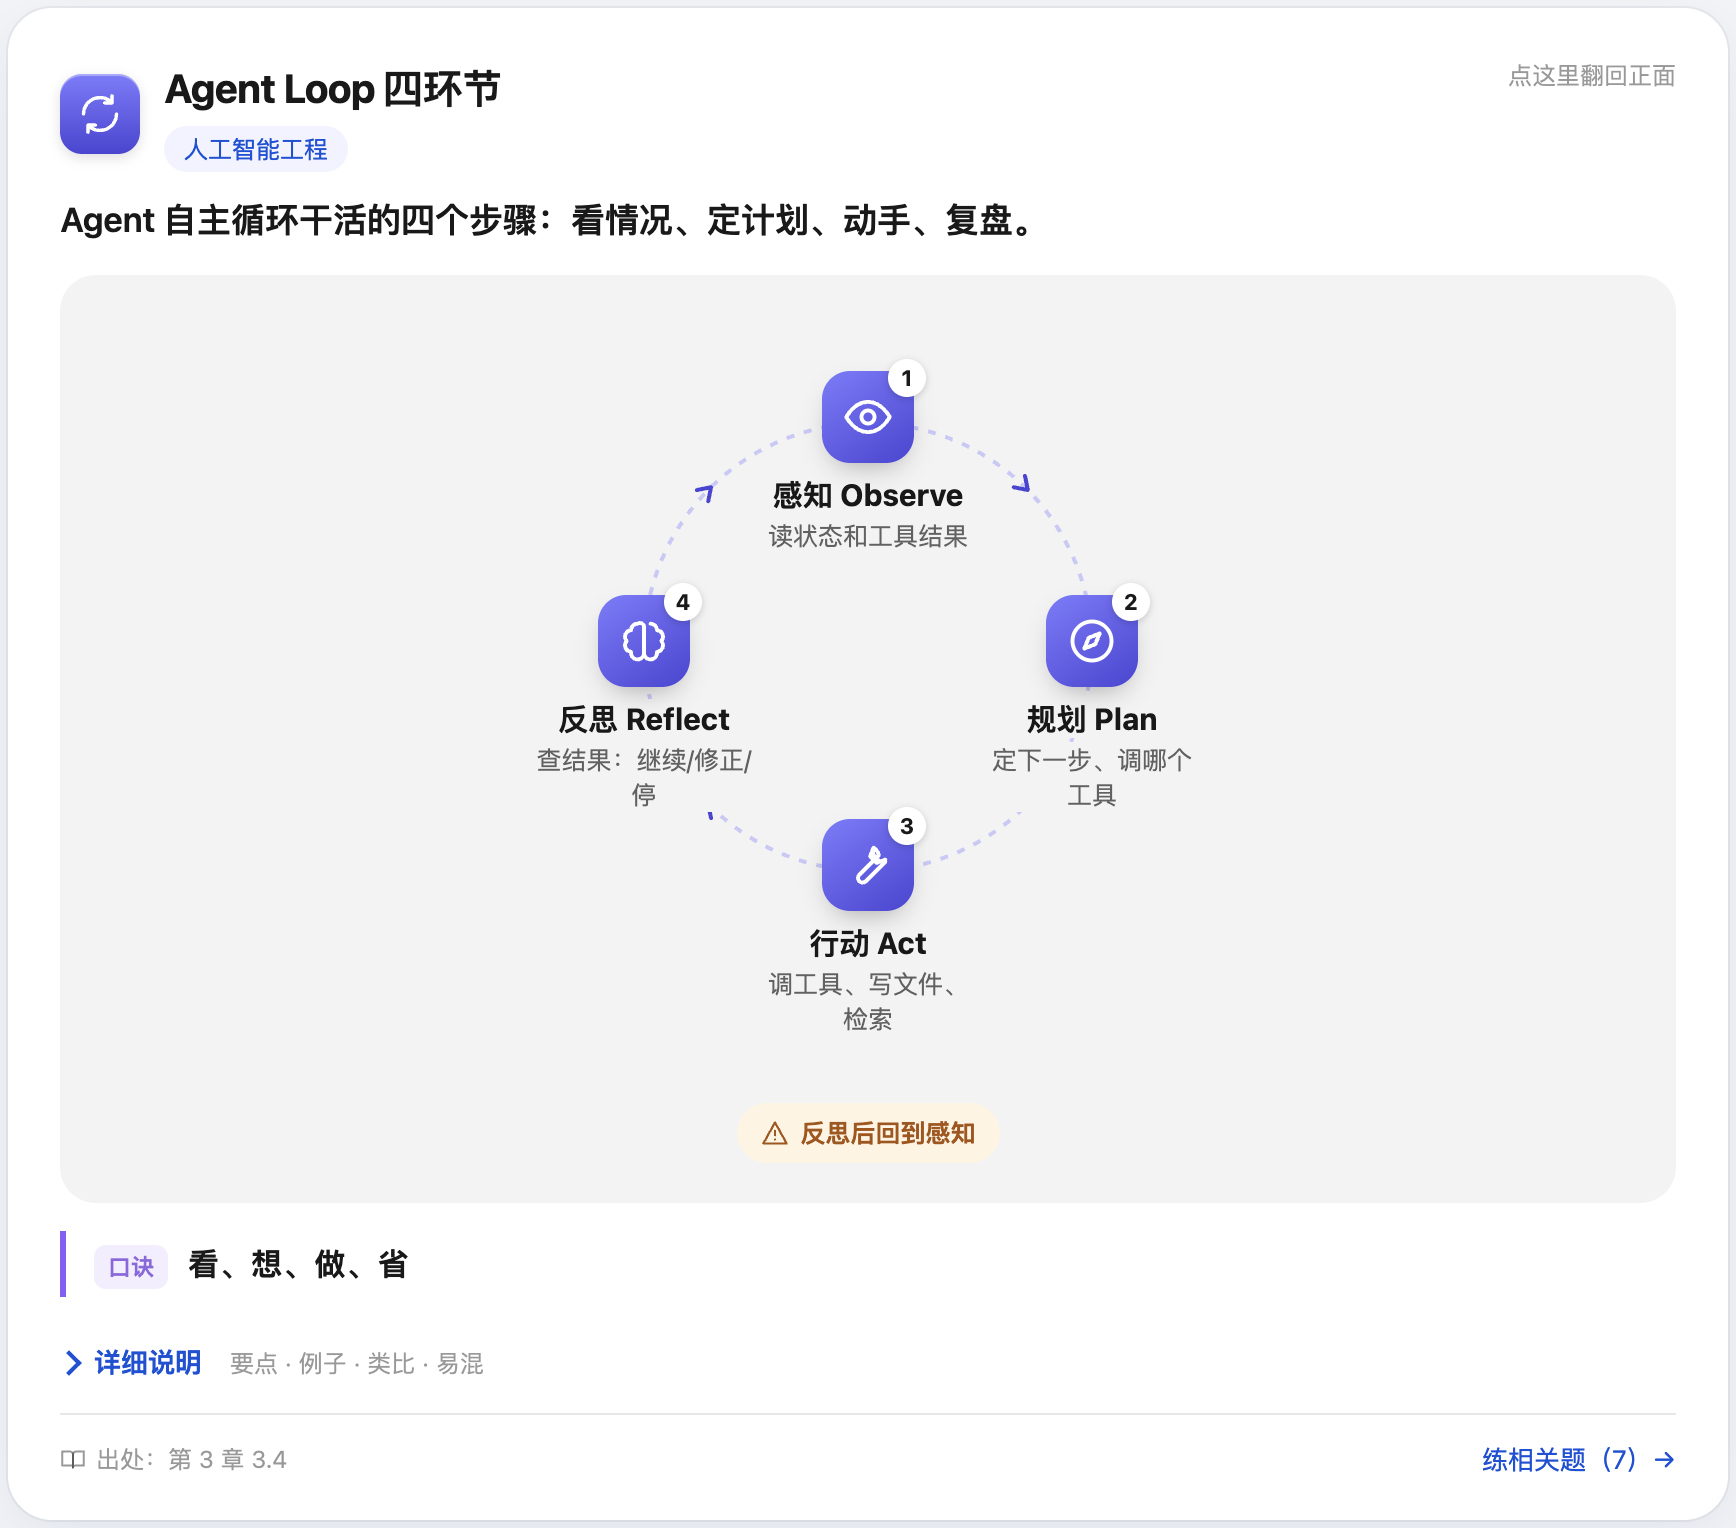 Agent Loop 四环节
点这里翻回正面
人工智能工程
Agent 自主循环干活的四个步骤：看情况、定计划、动手、复盘。
1
感知 Observe
读状态和工具结果
4
2
反思 Reflect
规划 Plan
查结果：继续/修正/
停
定下一步、调哪个
工具
3
行动 Act
调工具、写文件、
检索
反思后回到感知
口诀 看、想、做、省
详细说明 要点 · 例子 · 类比 · 易混
出处：第 3 章 3.4
练相关题（7）→